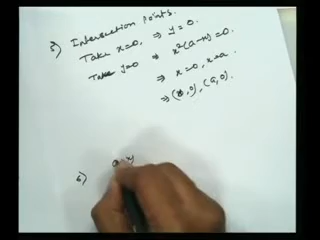 5) Intersection points.
Take x=0, ⇒ y=0.
Take y=0 ⇒ x²(a-x)=0.
⇒ x=0, x=a.
⇒ (0,0), (a,0).
6)